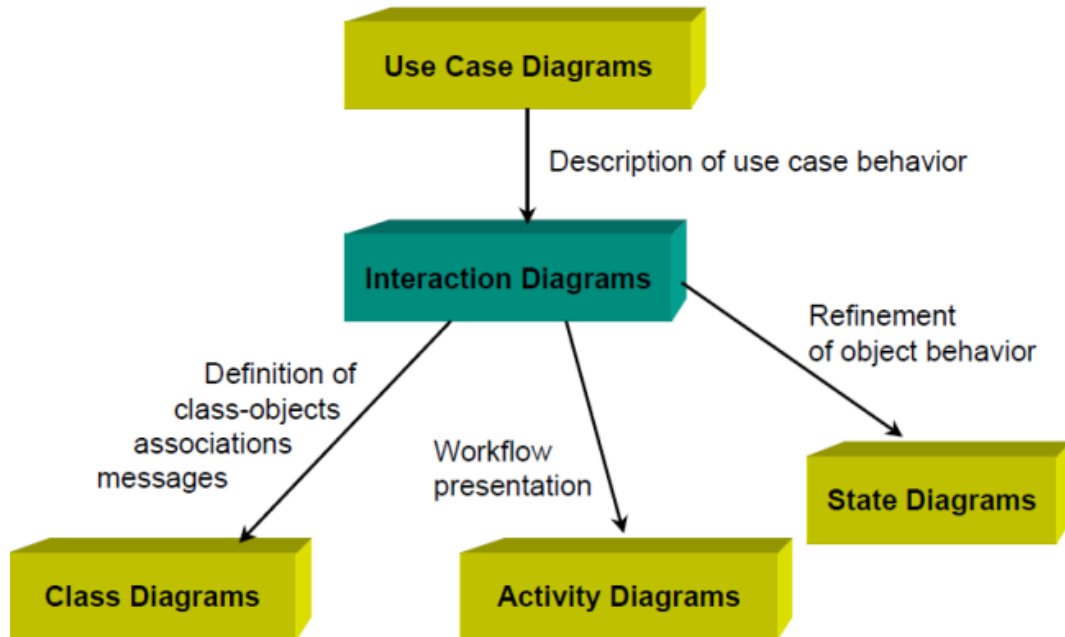 Use Case Diagrams
Description of use case behavior
Interaction Diagrams
Refinement
of object behavior
Definition of
class-objects
associations
messages
Workflow
presentation
State Diagrams
Class Diagrams
Activity Diagrams